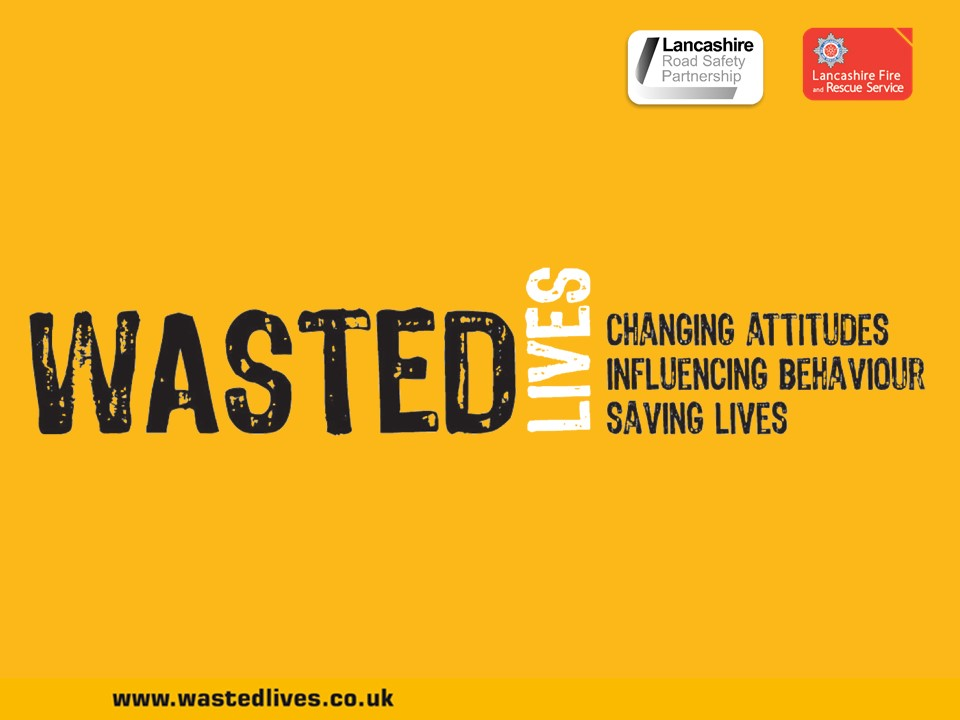 Lancashire
Road Safety
Partnership
Lancashire Fire
and Rescue Service
WASTED
LIVES
CHANGING ATTITUDES
INFLUENCING BEHAVIOUR
SAVING LIVES
www.wastedlives.co.uk